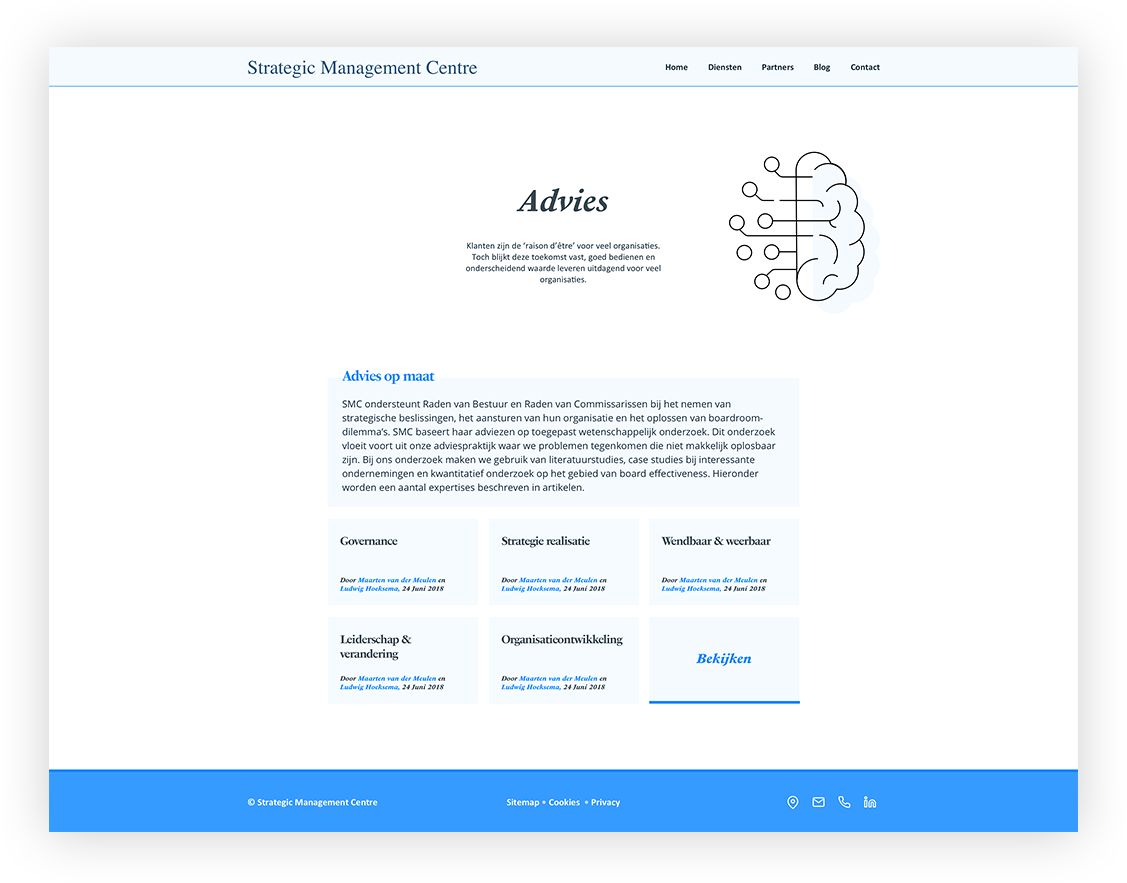 Strategic Management Centre
Home Diensten Partners Blog Contact
Advies
Klanten zijn de ‘raison d’être’ voor veel organisaties.
Toch blijkt deze toekomst vast, goed bedienen en
onderscheidend waarde leveren uitdagend voor veel
organisaties.
Advies op maat
SMC ondersteunt Raden van Bestuur en Raden van Commissarissen bij het nemen van
strategische beslissingen, het aansturen van hun organisatie en het oplossen van boardroom-
dilemma’s. SMC baseert haar adviezen op toegepast wetenschappelijk onderzoek. Dit onderzoek
vloeit voort uit onze adviespraktijk waar we problemen tegenkomen die niet makkelijk oplosbaar
zijn. Bij ons onderzoek maken we gebruik van literatuurstudies, case studies bij interessante
ondernemingen en kwantitatief onderzoek op het gebied van board effectiveness. Hieronder
worden een aantal expertises beschreven in artikelen.
Governance
Door Maarten van der Meulen en
Ludwig Hoeksema, 24 Juni 2018
Strategie realisatie
Door Maarten van der Meulen en
Ludwig Hoeksema, 24 Juni 2018
Wendbaar & weerbaar
Door Maarten van der Meulen en
Ludwig Hoeksema, 24 Juni 2018
Leiderschap &
verandering
Door Maarten van der Meulen en
Ludwig Hoeksema, 24 Juni 2018
Organisatieontwikkeling
Door Maarten van der Meulen en
Ludwig Hoeksema, 24 Juni 2018
Bekijken
© Strategic Management Centre
Sitemap • Cookies • Privacy